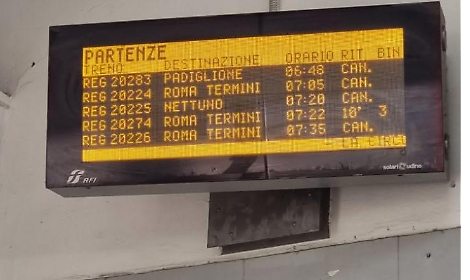 PARTENZE
TRENO DESTINAZIONE ORARIO RIT BIN
REG 20283 PADIGLIONE 06:48 CAN.
REG 20224 ROMA TERMINI 07:05 CAN.
REG 20225 NETTUNO 07:20 CAN.
REG 20274 ROMA TERMINI 07:22 10' 3
REG 20226 ROMA TERMINI 07:35 CAN.
- LA CIRCO
RFI solari udine